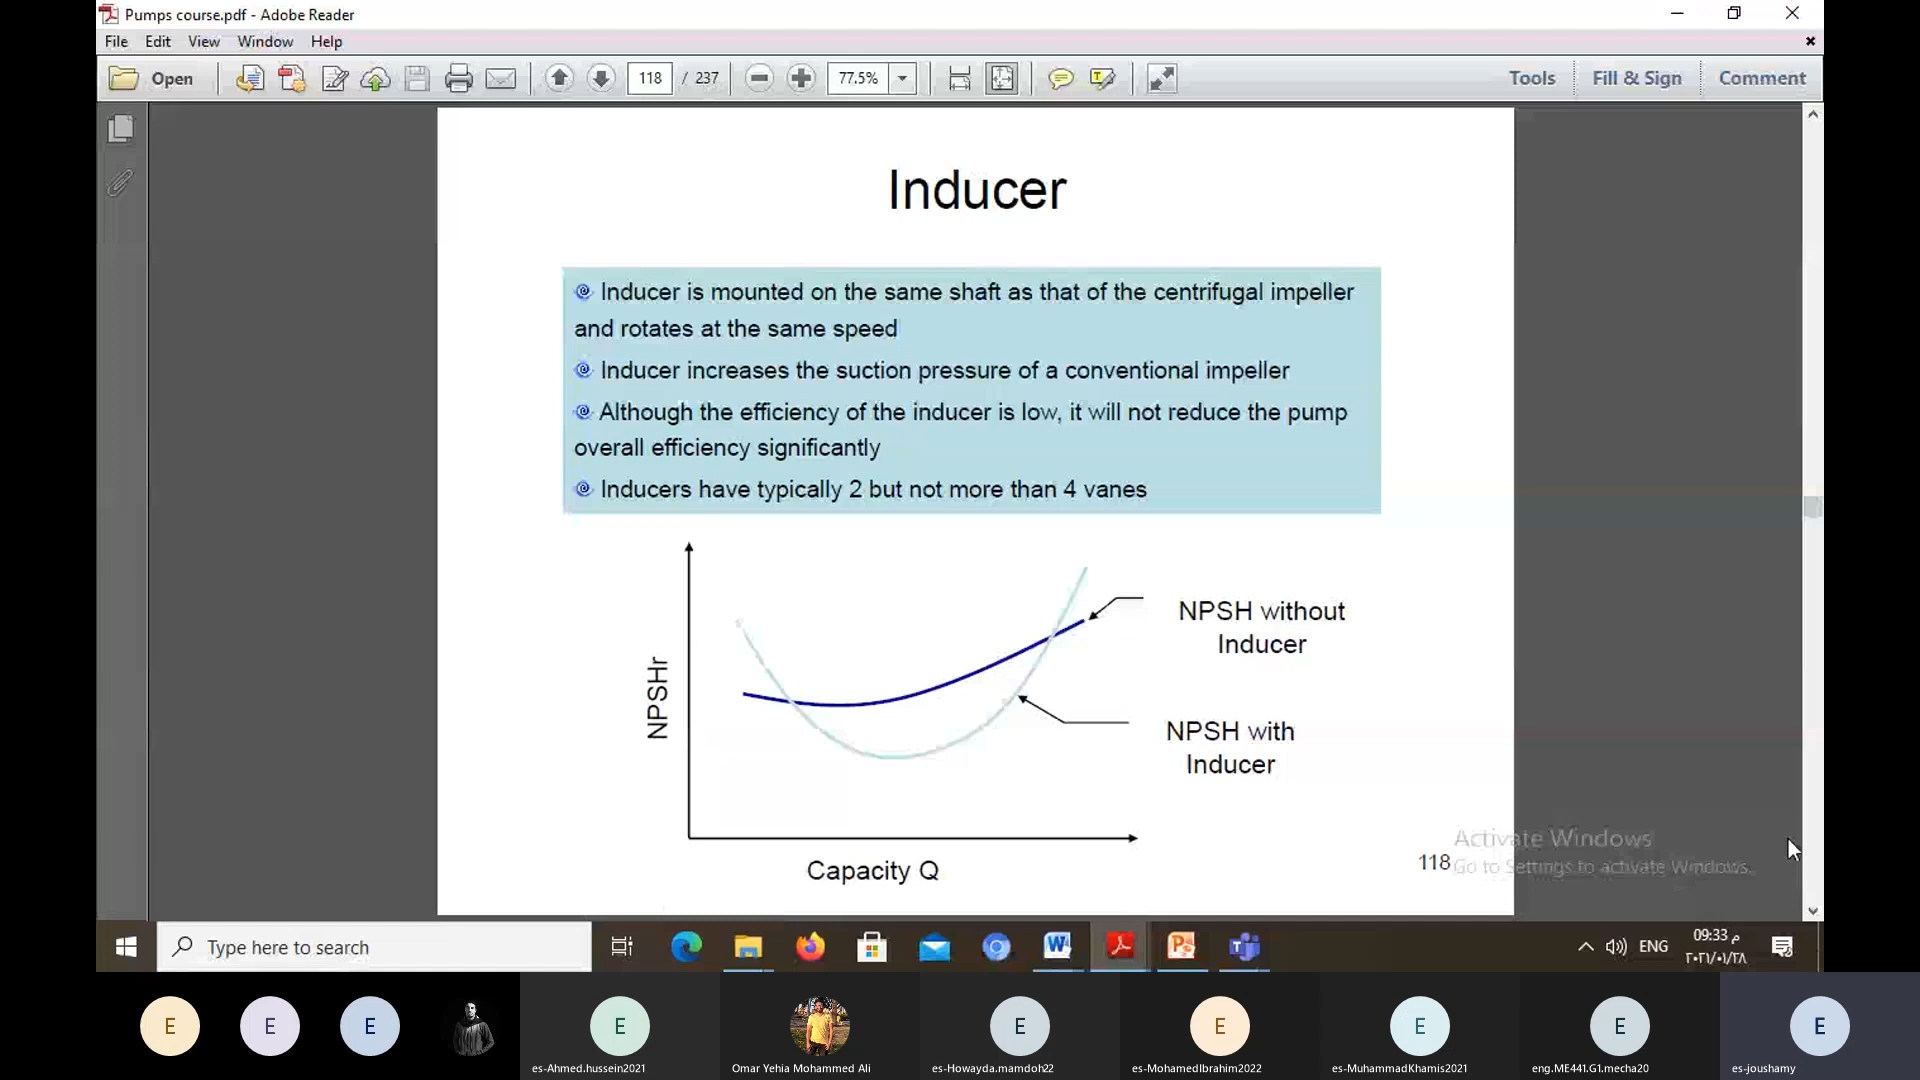 Pumps course.pdf - Adobe Reader
File Edit View Window Help
Open 118 / 237 77.5% Tools Fill & Sign Comment
Inducer
Inducer is mounted on the same shaft as that of the centrifugal impeller
and rotates at the same speed
Inducer increases the suction pressure of a conventional impeller
Although the efficiency of the inducer is low, it will not reduce the pump
overall efficiency significantly
Inducers have typically 2 but not more than 4 vanes
NPSHr
NPSH without
Inducer
NPSH with
Inducer
Capacity Q
118
Activate Windows
Go to Settings to activate Windows.
Type here to search
ENG
09:33 م
٢٠٢١/٠١/٢٨
E
E
E
E
E
E
E
E
E
es-Ahmed.hussein2021
Omar Yehia Mohammed Ali
es-Howayda.mamdoh22
es-MohamedIbrahim2022
es-MuhammadKhamis2021
eng.ME441.G1.mecha20
es-joushamy